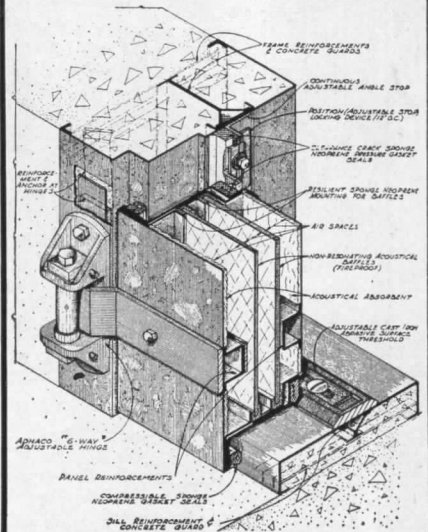 FRAME REINFORCEMENTS
& CONCRETE GUARDS
CONTINUOUS
ADJUSTABLE ANGLE STOP
POSITION (ADJUSTABLE STOP)
LOCKING DEVICE (12" O.C.)
CLEARANCE CRACK SPONGE
NEOPRENE PRESSURE GASKET
SEALS
REINFORCE-
MENT &
ANCHOR AT
HINGES
RESILIENT SPONGE NEOPRENE
MOUNTING FOR BAFFLES
AIR SPACES
NON-RESONATING ACOUSTICAL
BAFFLES
(FIREPROOF)
ACOUSTICAL ABSORBENT
ADJUSTABLE CAST IRON
ABRASIVE SURFACE
THRESHOLD
"6-WAY"
ADJUSTABLE HINGE
PANEL REINFORCEMENTS
COMPRESSIBLE SPONGE
NEOPRENE GASKET SEALS
SILL REINFORCEMENT &
CONCRETE GUARD